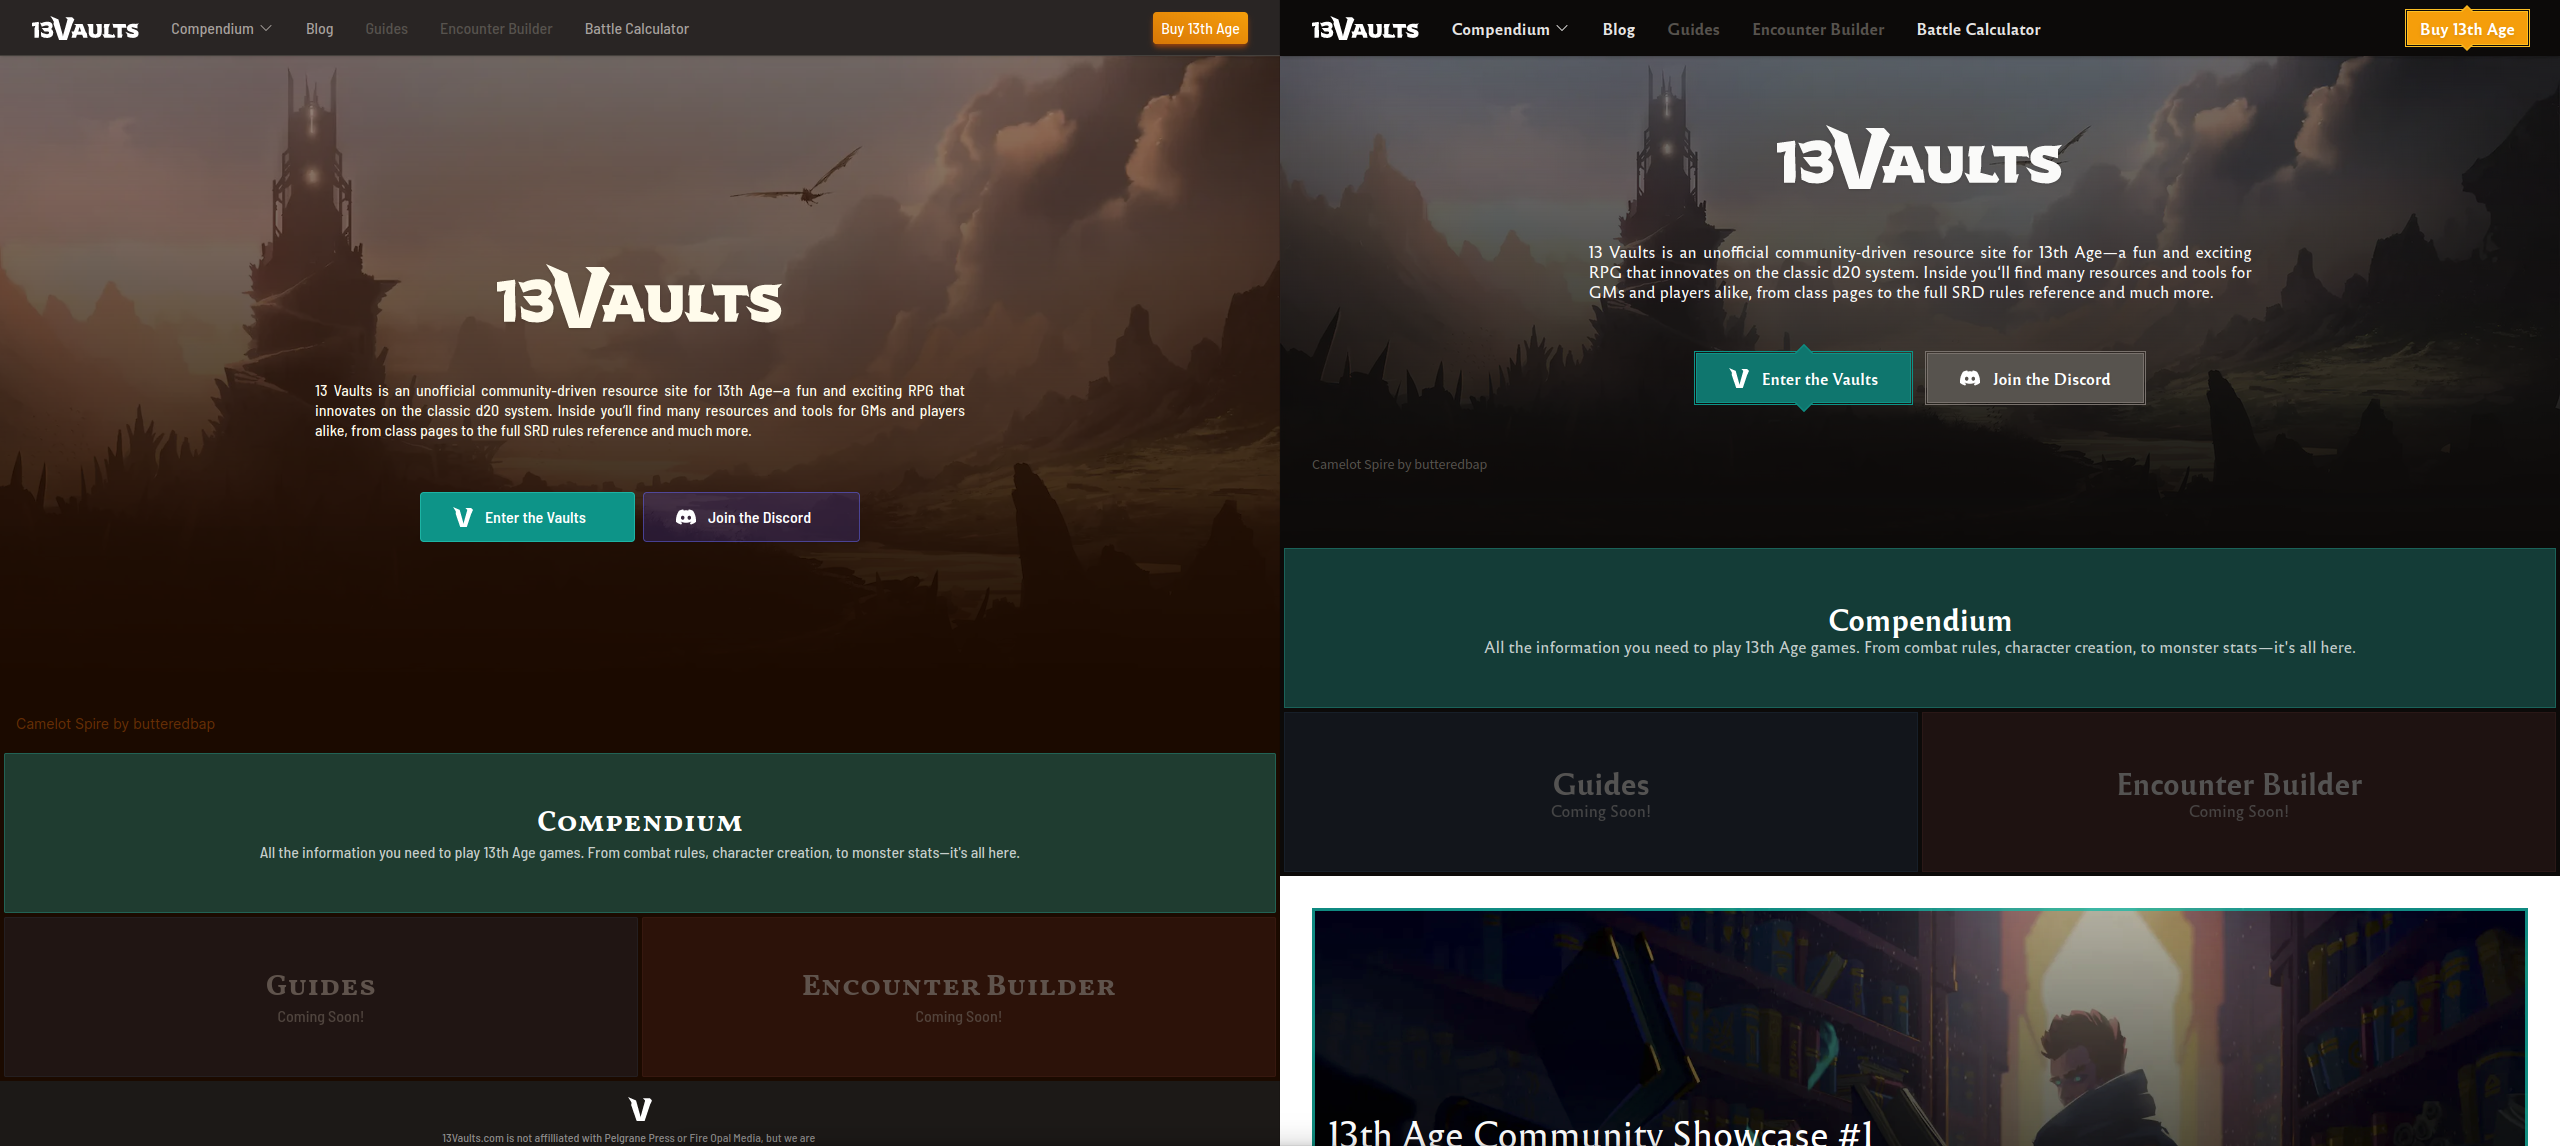 13VAULTS Compendium Blog Guides Encounter Builder Battle Calculator Buy 13th Age
13VAULTS
13 Vaults is an unofficial community-driven resource site for 13th Age—a fun and exciting RPG that
innovates on the classic d20 system. Inside you'll find many resources and tools for GMs and players
alike, from class pages to the full SRD rules reference and much more.
Enter the Vaults Join the Discord
Camelot Spire by butteredbap
Compendium
All the information you need to play 13th Age games. From combat rules, character creation, to monster stats—it's all here.
Guides
Coming Soon!
Encounter Builder
Coming Soon!
13Vaults.com is not affilliated with Pelgrane Press or Fire Opal Media, but we are
13VAULTS Compendium Blog Guides Encounter Builder Battle Calculator Buy 13th Age
13VAULTS
13 Vaults is an unofficial community-driven resource site for 13th Age—a fun and exciting
RPG that innovates on the classic d20 system. Inside you'll find many resources and tools for
GMs and players alike, from class pages to the full SRD rules reference and much more.
Enter the Vaults Join the Discord
Camelot Spire by butteredbap
Compendium
All the information you need to play 13th Age games. From combat rules, character creation, to monster stats—it's all here.
Guides
Coming Soon!
Encounter Builder
Coming Soon!
13th Age Community Showcase #1